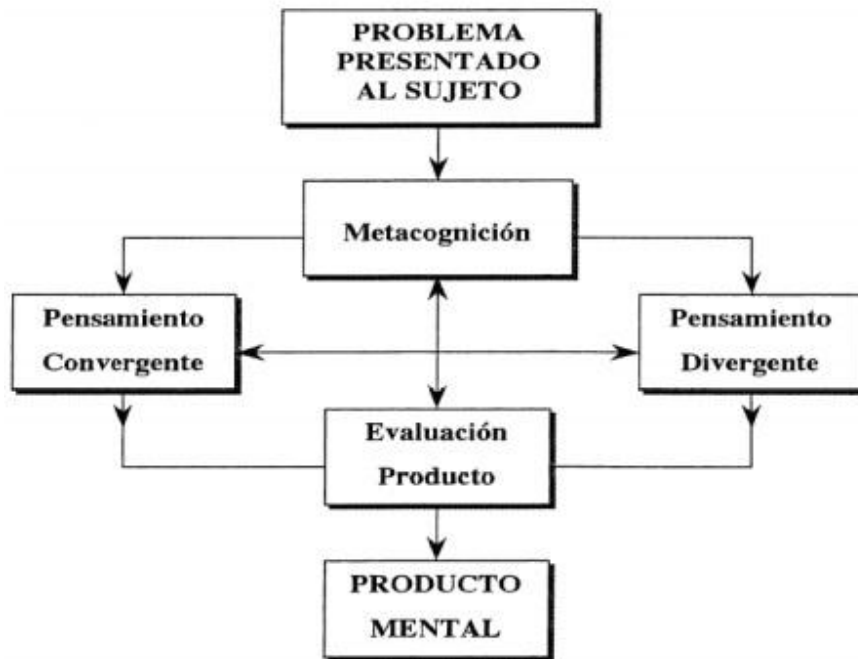 PROBLEMA
PRESENTADO
AL SUJETO
Metacognición
Pensamiento
Convergente
Pensamiento
Divergente
Evaluación
Producto
PRODUCTO
MENTAL